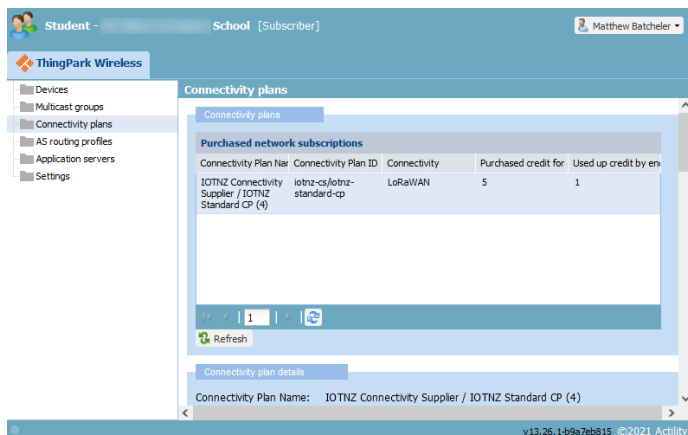 Student - School [Subscriber]
Matthew Batcheler
ThingPark Wireless
Devices
Multicast groups
Connectivity plans
AS routing profiles
Application servers
Settings
Connectivity plans
Connectivity plans
Purchased network subscriptions
Connectivity Plan Nar Connectivity Plan ID Connectivity Purchased credit for Used up credit by en
IOTNZ Connectivity iotnz-cs/iotnz- LoRaWAN 5 1
Supplier / IOTNZ standard-cp
Standard CP (4)
1
Refresh
Connectivity plan details
Connectivity Plan Name: IOTNZ Connectivity Supplier / IOTNZ Standard CP (4)
v13.26.1-b9a7eb815 ©2021 Actility